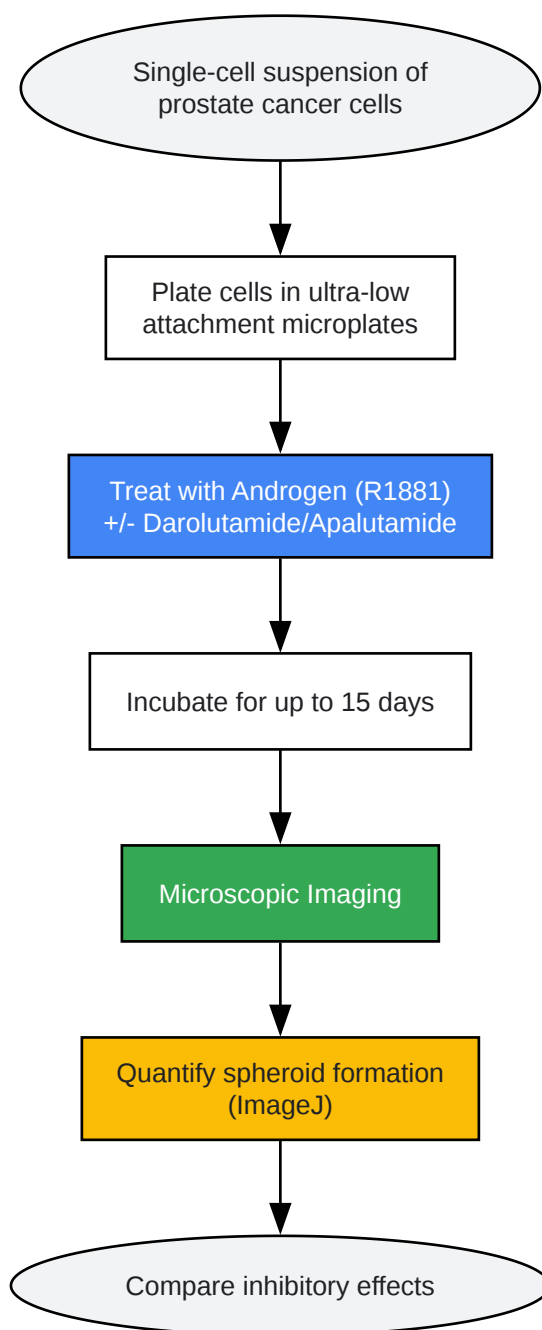 Single-cell suspension of
prostate cancer cells
Plate cells in ultra-low
attachment microplates
Treat with Androgen (R1881)
+/- Darolutamide/Apalutamide
Incubate for up to 15 days
Microscopic Imaging
Quantify spheroid formation
(ImageJ)
Compare inhibitory effects